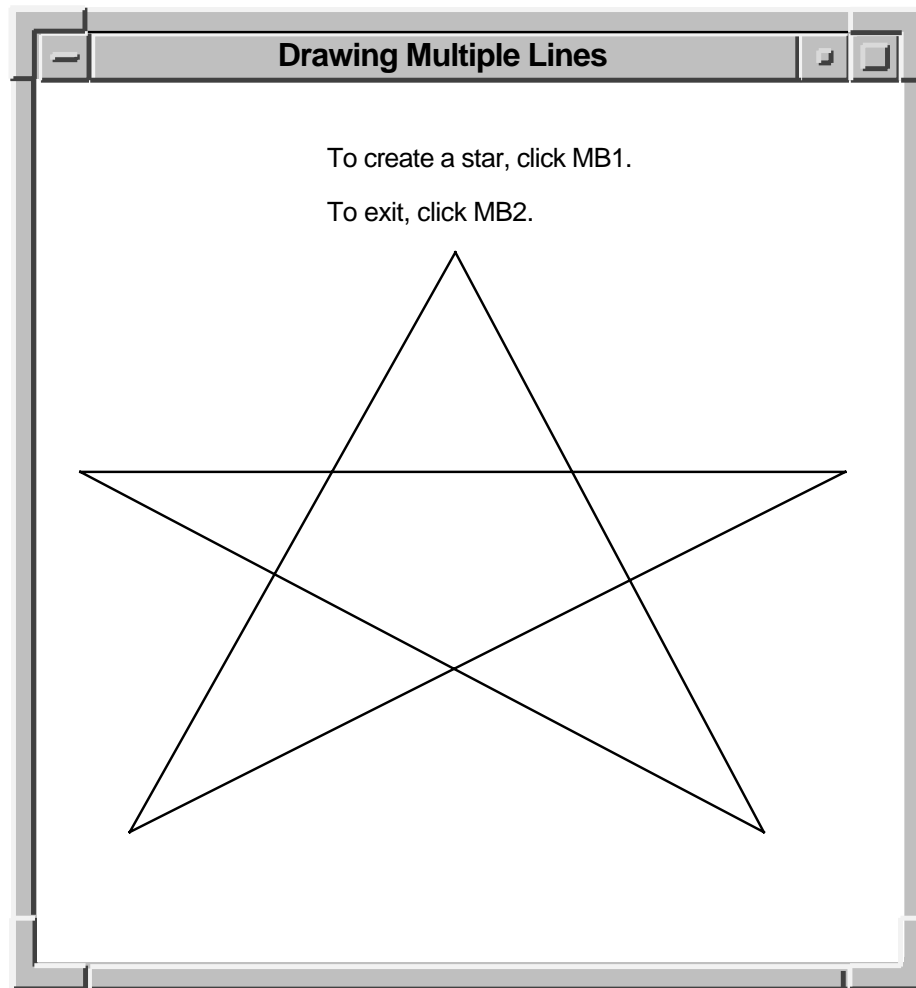 Drawing Multiple Lines
To create a star, click MB1.
To exit, click MB2.